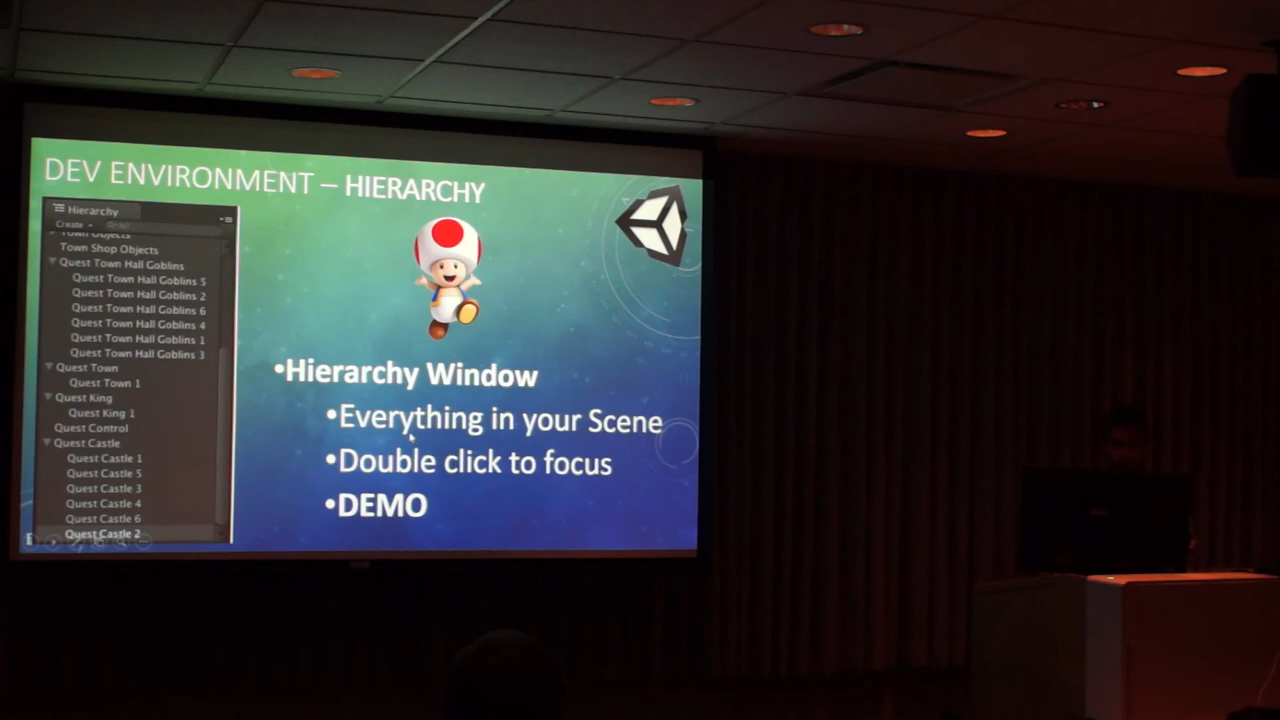 DEV ENVIRONMENT – HIERARCHY
Hierarchy
Create
Town Objects
Town Shop Objects
Quest Town Hall Goblins
Quest Town Hall Goblins 5
Quest Town Hall Goblins 2
Quest Town Hall Goblins 6
Quest Town Hall Goblins 4
Quest Town Hall Goblins 1
Quest Town Hall Goblins 3
Quest Town
Quest Town 1
Quest King
Quest King 1
Quest Control
Quest Castle
Quest Castle 1
Quest Castle 5
Quest Castle 3
Quest Castle 4
Quest Castle 6
Quest Castle 2
•Hierarchy Window
•Everything in your Scene
•Double click to focus
•DEMO